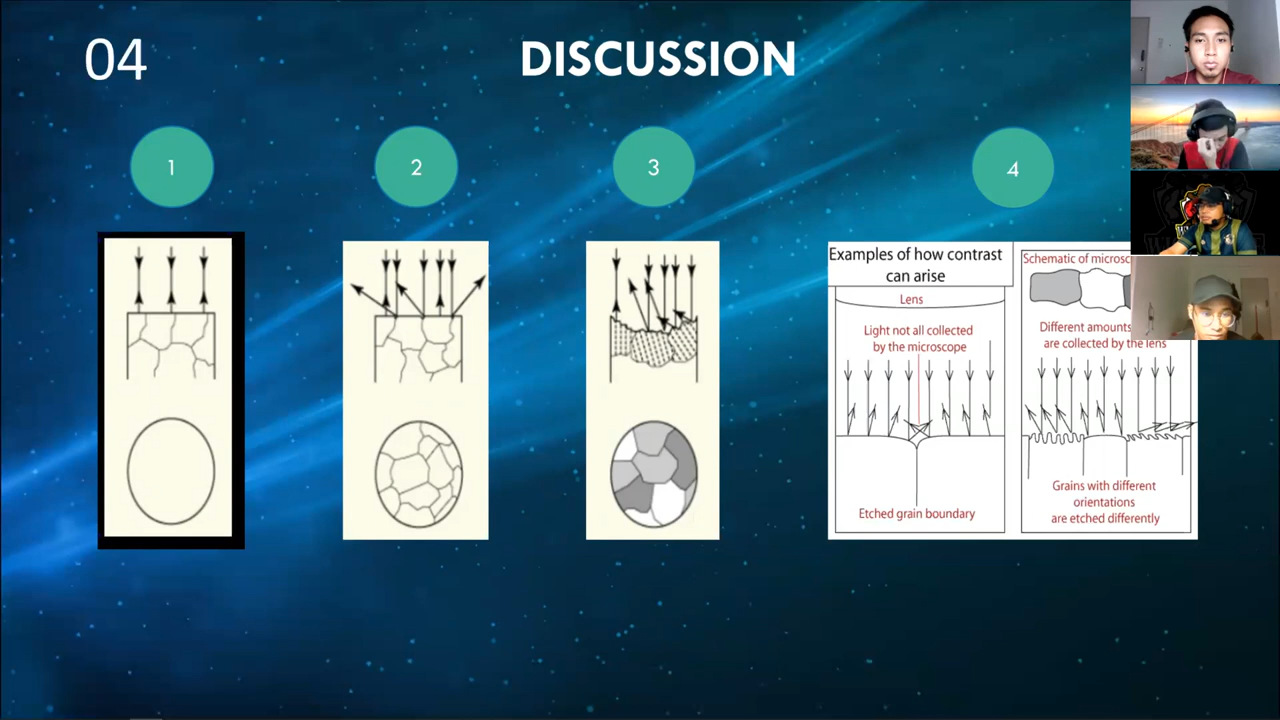 04
DISCUSSION
1
2
3
4
Examples of how contrast
can arise
Lens
Light not all collected
by the microscope
Etched grain boundary
Schematic of
Different amounts
are collected by the lens
Grains with different
orientations
are etched differently